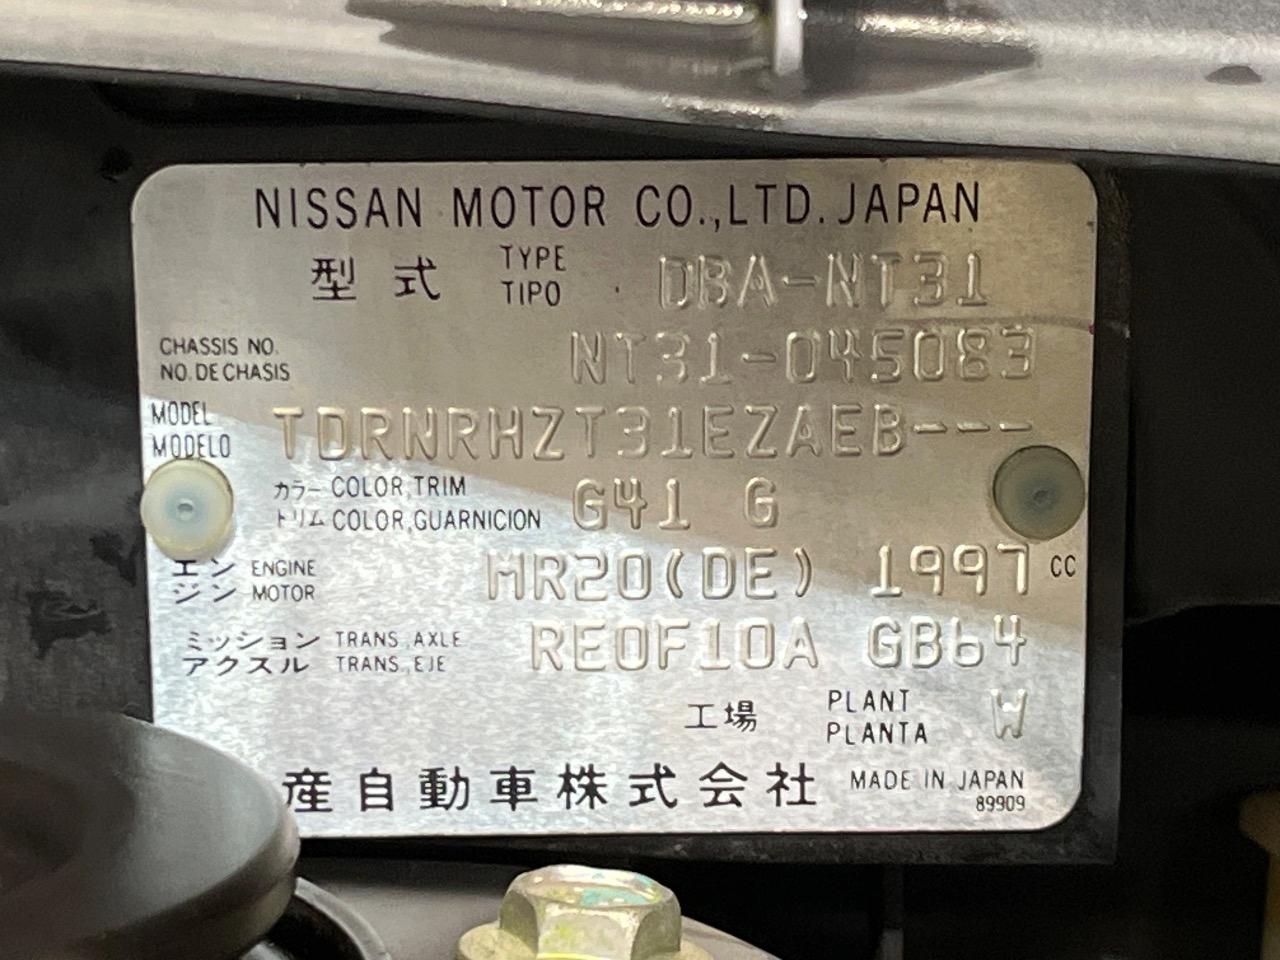 NISSAN MOTOR CO.,LTD. JAPAN
型式 TYPE TIPO DBA-NT31
CHASSIS NO. NO. DE CHASIS NT31-045083
MODEL MODELO TDRNRHZT31EZAEB---
カラー COLOR,TRIM トリム COLOR,GUARNICION G41 G
エンジン ENGINE MOTOR MR20(DE) 1997 CC
ミッション TRANS.,AXLE アクスル TRANS.,EJE RE0F10A GB64
工場 PLANT PLANTA W
産自動車株式会社 MADE IN JAPAN
89909